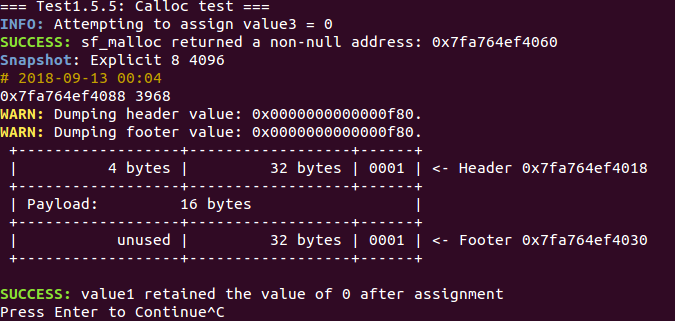 === Test1.5.5: Calloc test ===
INFO: Attempting to assign value3 = 0
SUCCESS: sf_malloc returned a non-null address: 0x7fa764ef4060
Snapshot: Explicit 8 4096
# 2018-09-13 00:04
0x7fa764ef4088 3968
WARN: Dumping header value: 0x0000000000000f80.
WARN: Dumping footer value: 0x0000000000000f80.
+------------------+------------------+------+
|          4 bytes |         32 bytes | 0001 | <- Header 0x7fa764ef4018
+------------------+------------------+------+
| Payload:         16 bytes                  |
+------------------+------------------+------+
|           unused |         32 bytes | 0001 | <- Footer 0x7fa764ef4030
+------------------+------------------+------+
SUCCESS: value1 retained the value of 0 after assignment
Press Enter to Continue^C